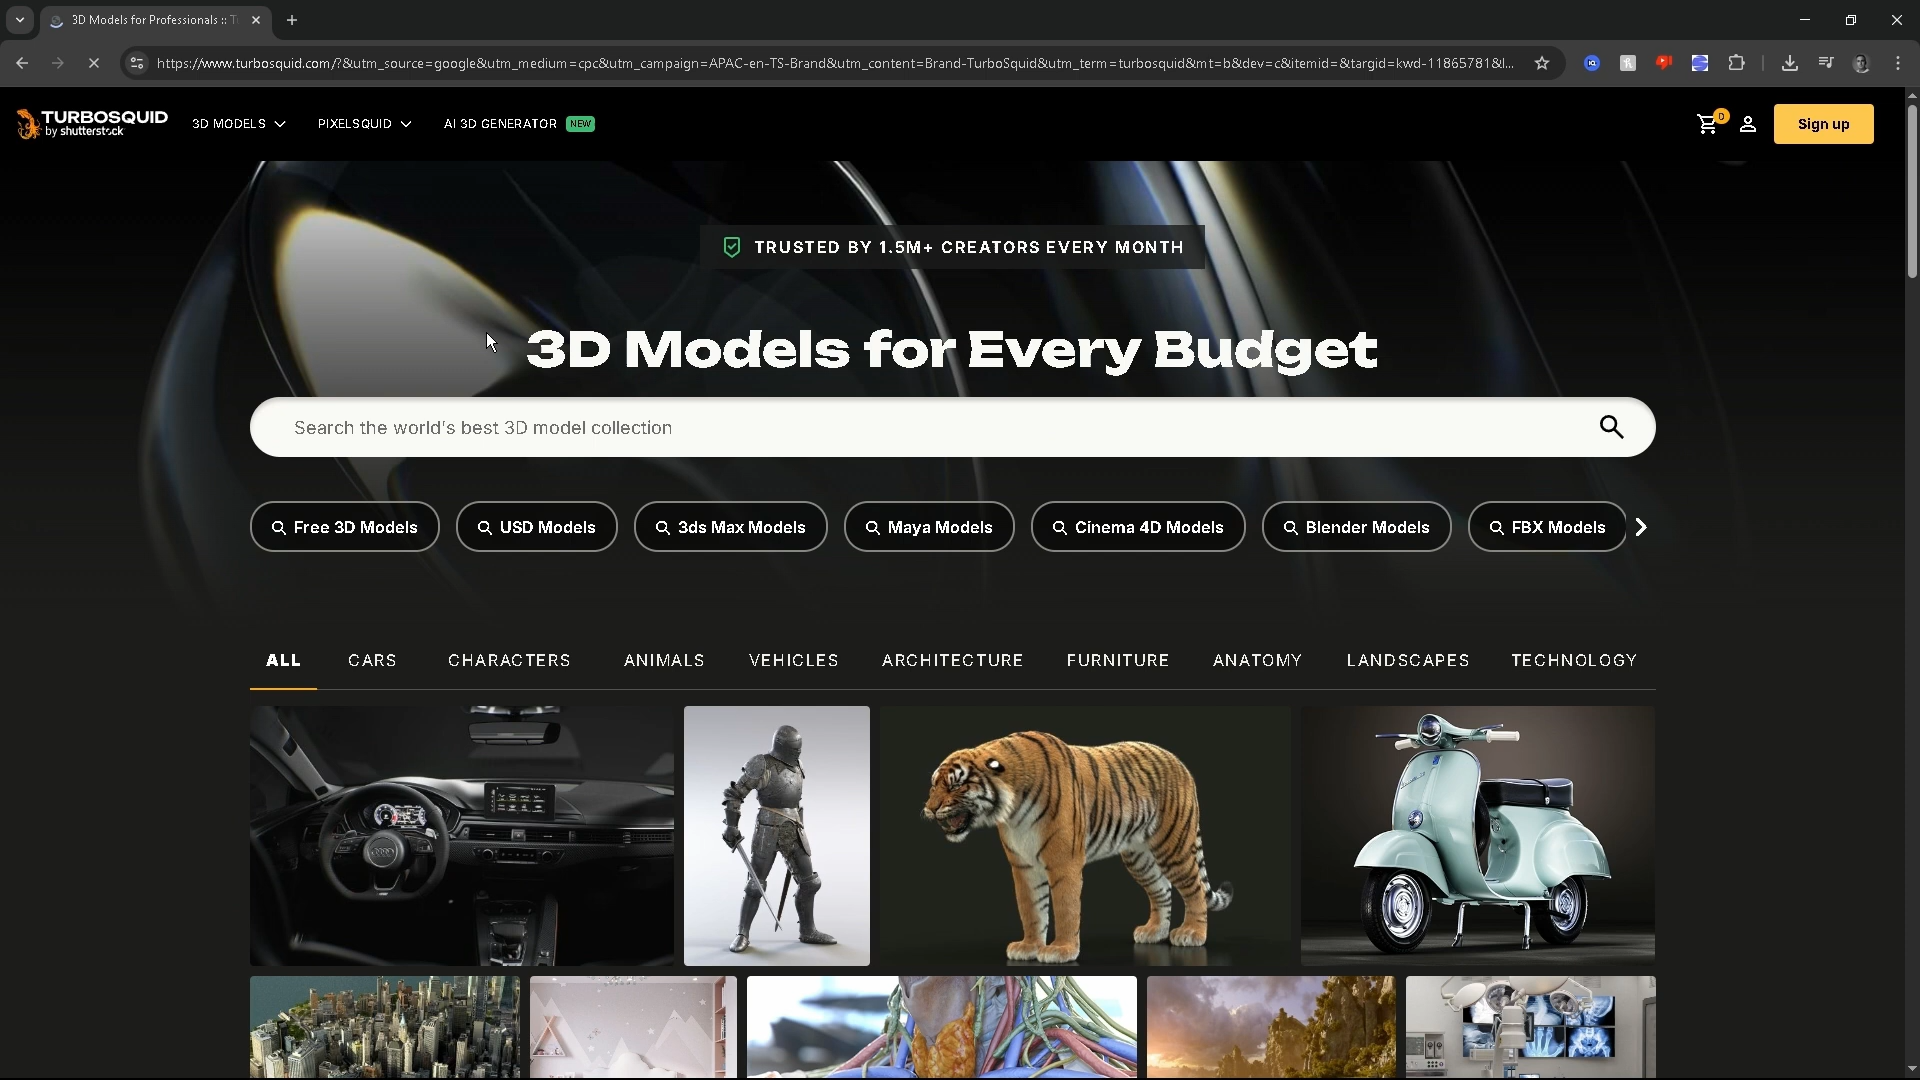 3D Models for Professionals :: T
https://www.turbosquid.com/?&utm_source=google&utm_medium=cpc&utm_campaign=APAC-en-TS-Brand&utm_content=Brand-TurboSquid&utm_term=turbosquid&mt=b&dev=c&itemid=&targid=kwd-11865781&l...
TURBOSQUID
by shutterstock
3D MODELS
PIXELSQUID
AI 3D GENERATOR
NEW
0
Sign up
TRUSTED BY 1.5M+ CREATORS EVERY MONTH
3D Models for Every Budget
Search the world's best 3D model collection
Free 3D Models
USD Models
3ds Max Models
Maya Models
Cinema 4D Models
Blender Models
FBX Models
ALL
CARS
CHARACTERS
ANIMALS
VEHICLES
ARCHITECTURE
FURNITURE
ANATOMY
LANDSCAPES
TECHNOLOGY